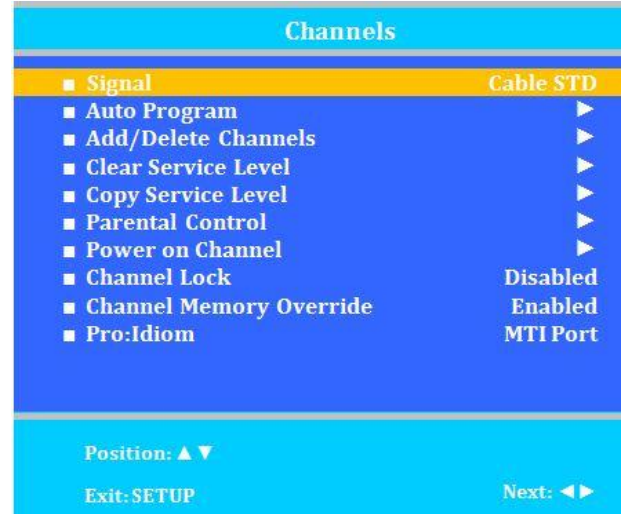 Channels
■ Signal Cable STD
■ Auto Program ▶
■ Add/Delete Channels ▶
■ Clear Service Level ▶
■ Copy Service Level ▶
■ Parental Control ▶
■ Power on Channel ▶
■ Channel Lock Disabled
■ Channel Memory Override Enabled
■ Pro:Idiom MTI Port
Position: ▲ ▼
Exit: SETUP Next: ◀ ▶